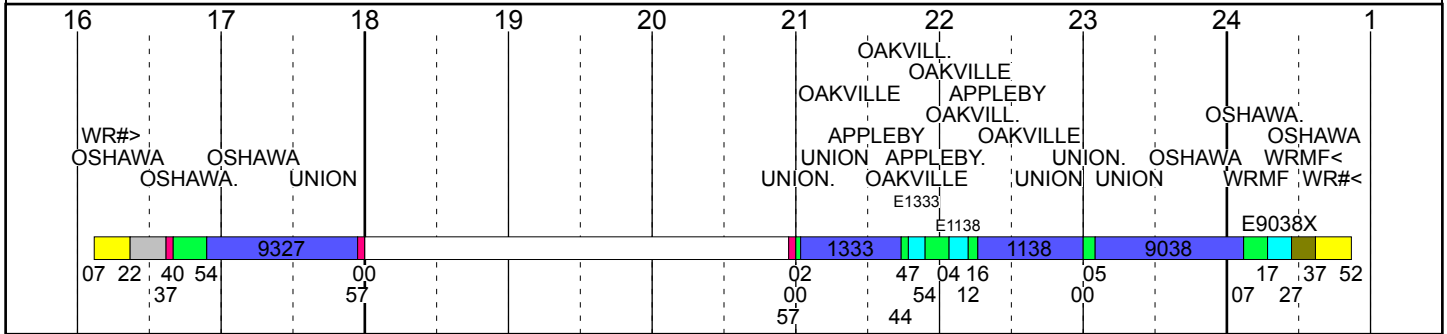 16 17 18 19 20 21 22 23 24 1
OAKVILL.
OAKVILLE
OAKVILLE APPLEBY
OAKVILL. OSHAWA.
WR#> APPLEBY OAKVILLE OSHAWA
OSHAWA OSHAWA UNION APPLEBY. UNION. OSHAWA WRMF<
OSHAWA. UNION UNION. OAKVILLE UNION UNION WRMF WR#<
E1333
E1138 E9038X
9327 1333 1138 9038
07 22 40 54 00 02 47 04 16 05 17 37 52
37 57 00 54 12 00 07 27
57 44